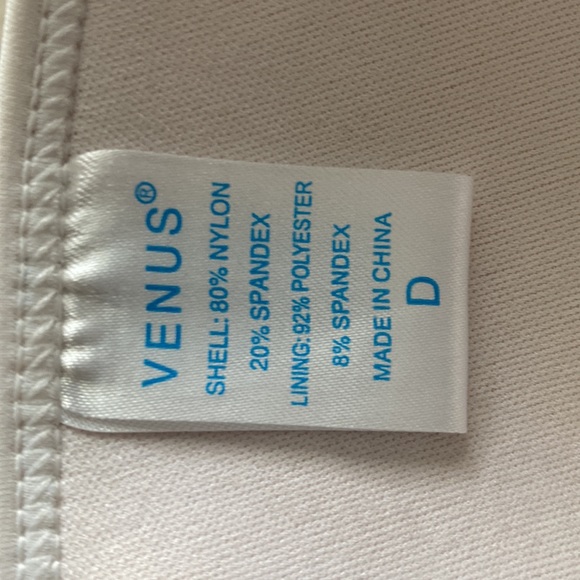 VENUS®
SHELL: 80% NYLON
20% SPANDEX
LINING: 92% POLYESTER
8% SPANDEX
MADE IN CHINA
D